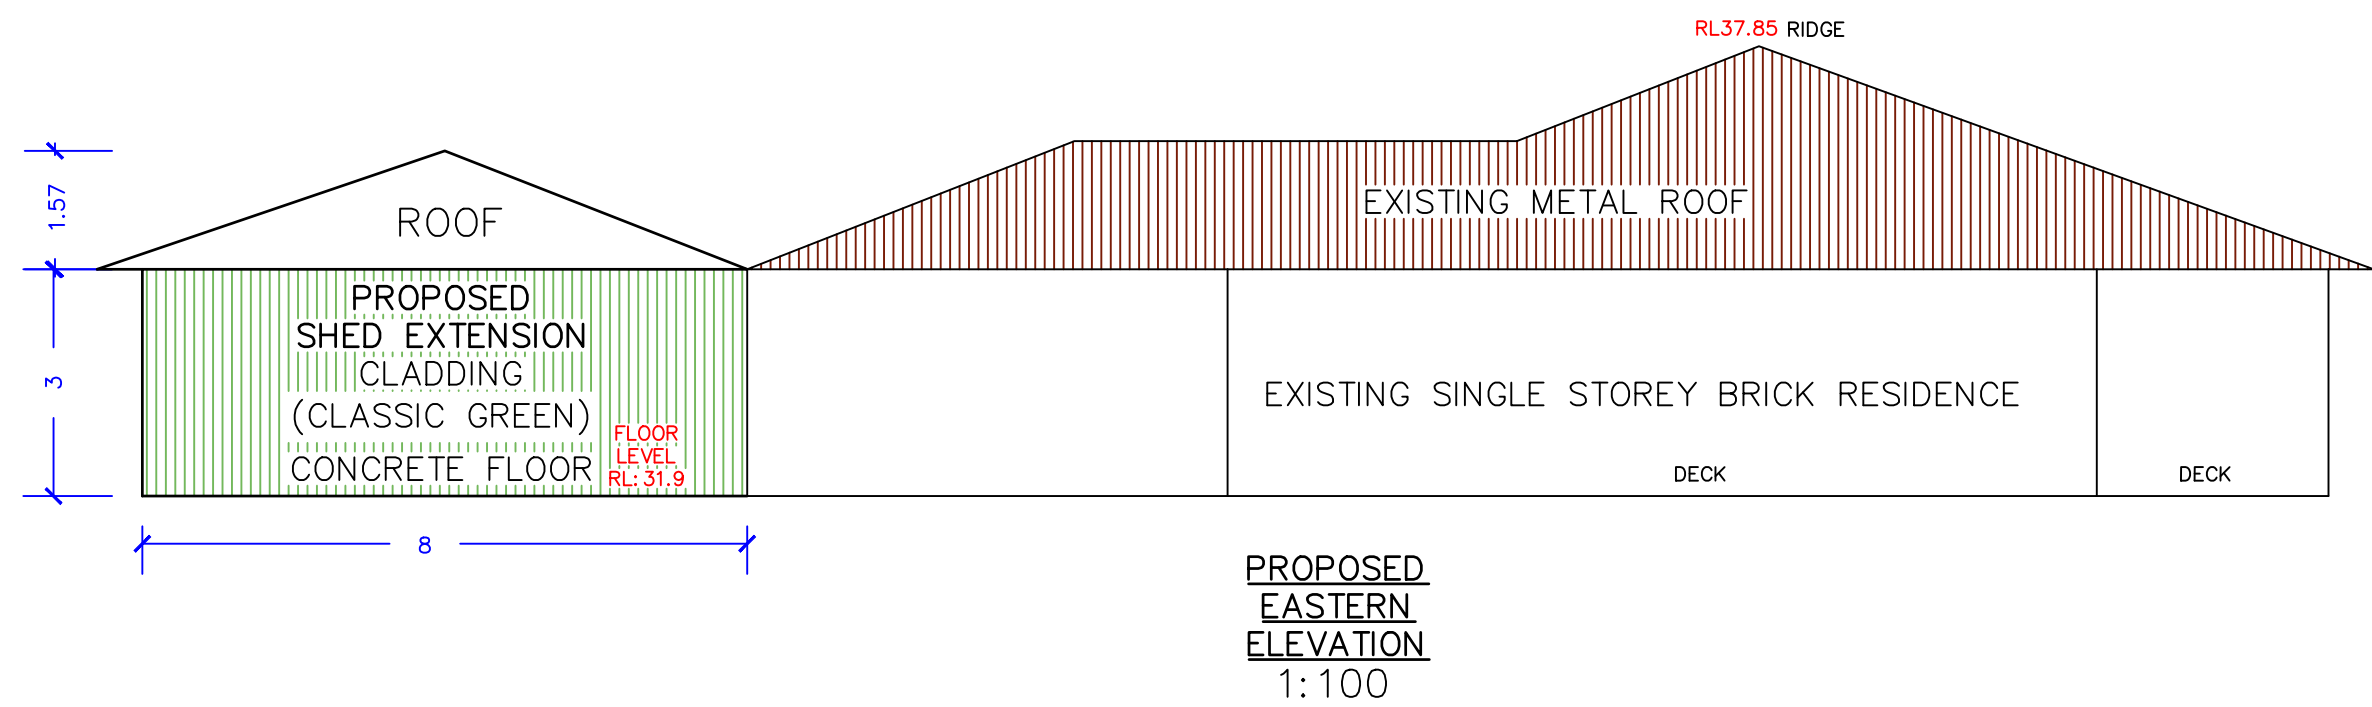 RL37.85 RIDGE
1.57
ROOF
EXISTING METAL ROOF
3
PROPOSED
SHED EXTENSION
CLADDING
(CLASSIC GREEN)
CONCRETE FLOOR
FLOOR
LEVEL
RL: 31.9
EXISTING SINGLE STOREY BRICK RESIDENCE
DECK
DECK
8
PROPOSED
EASTERN
ELEVATION
1:100